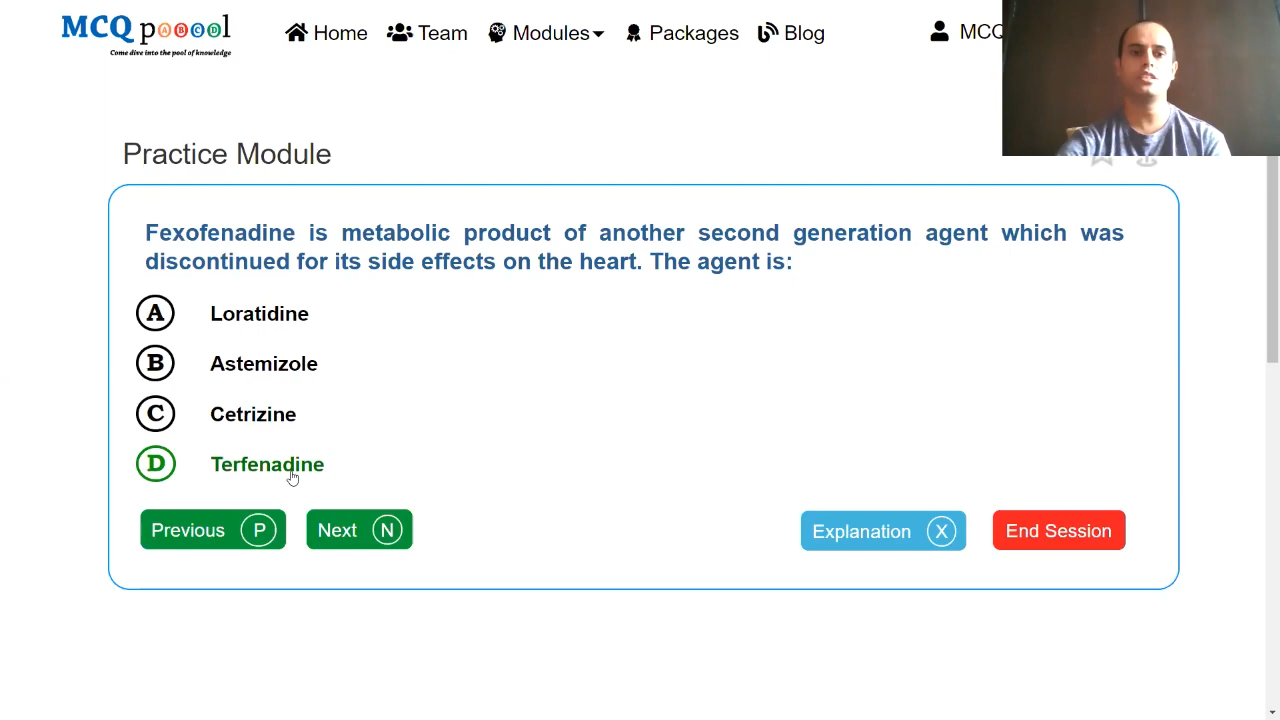 MCQ poool
A B C D
Come dive into the pool of knowledge
Home Team Modules Packages Blog MCQ
Practice Module
Fexofenadine is metabolic product of another second generation agent which was
discontinued for its side effects on the heart. The agent is:
A Loratidine
B Astemizole
C Cetrizine
D Terfenadine
Previous P Next N Explanation X End Session